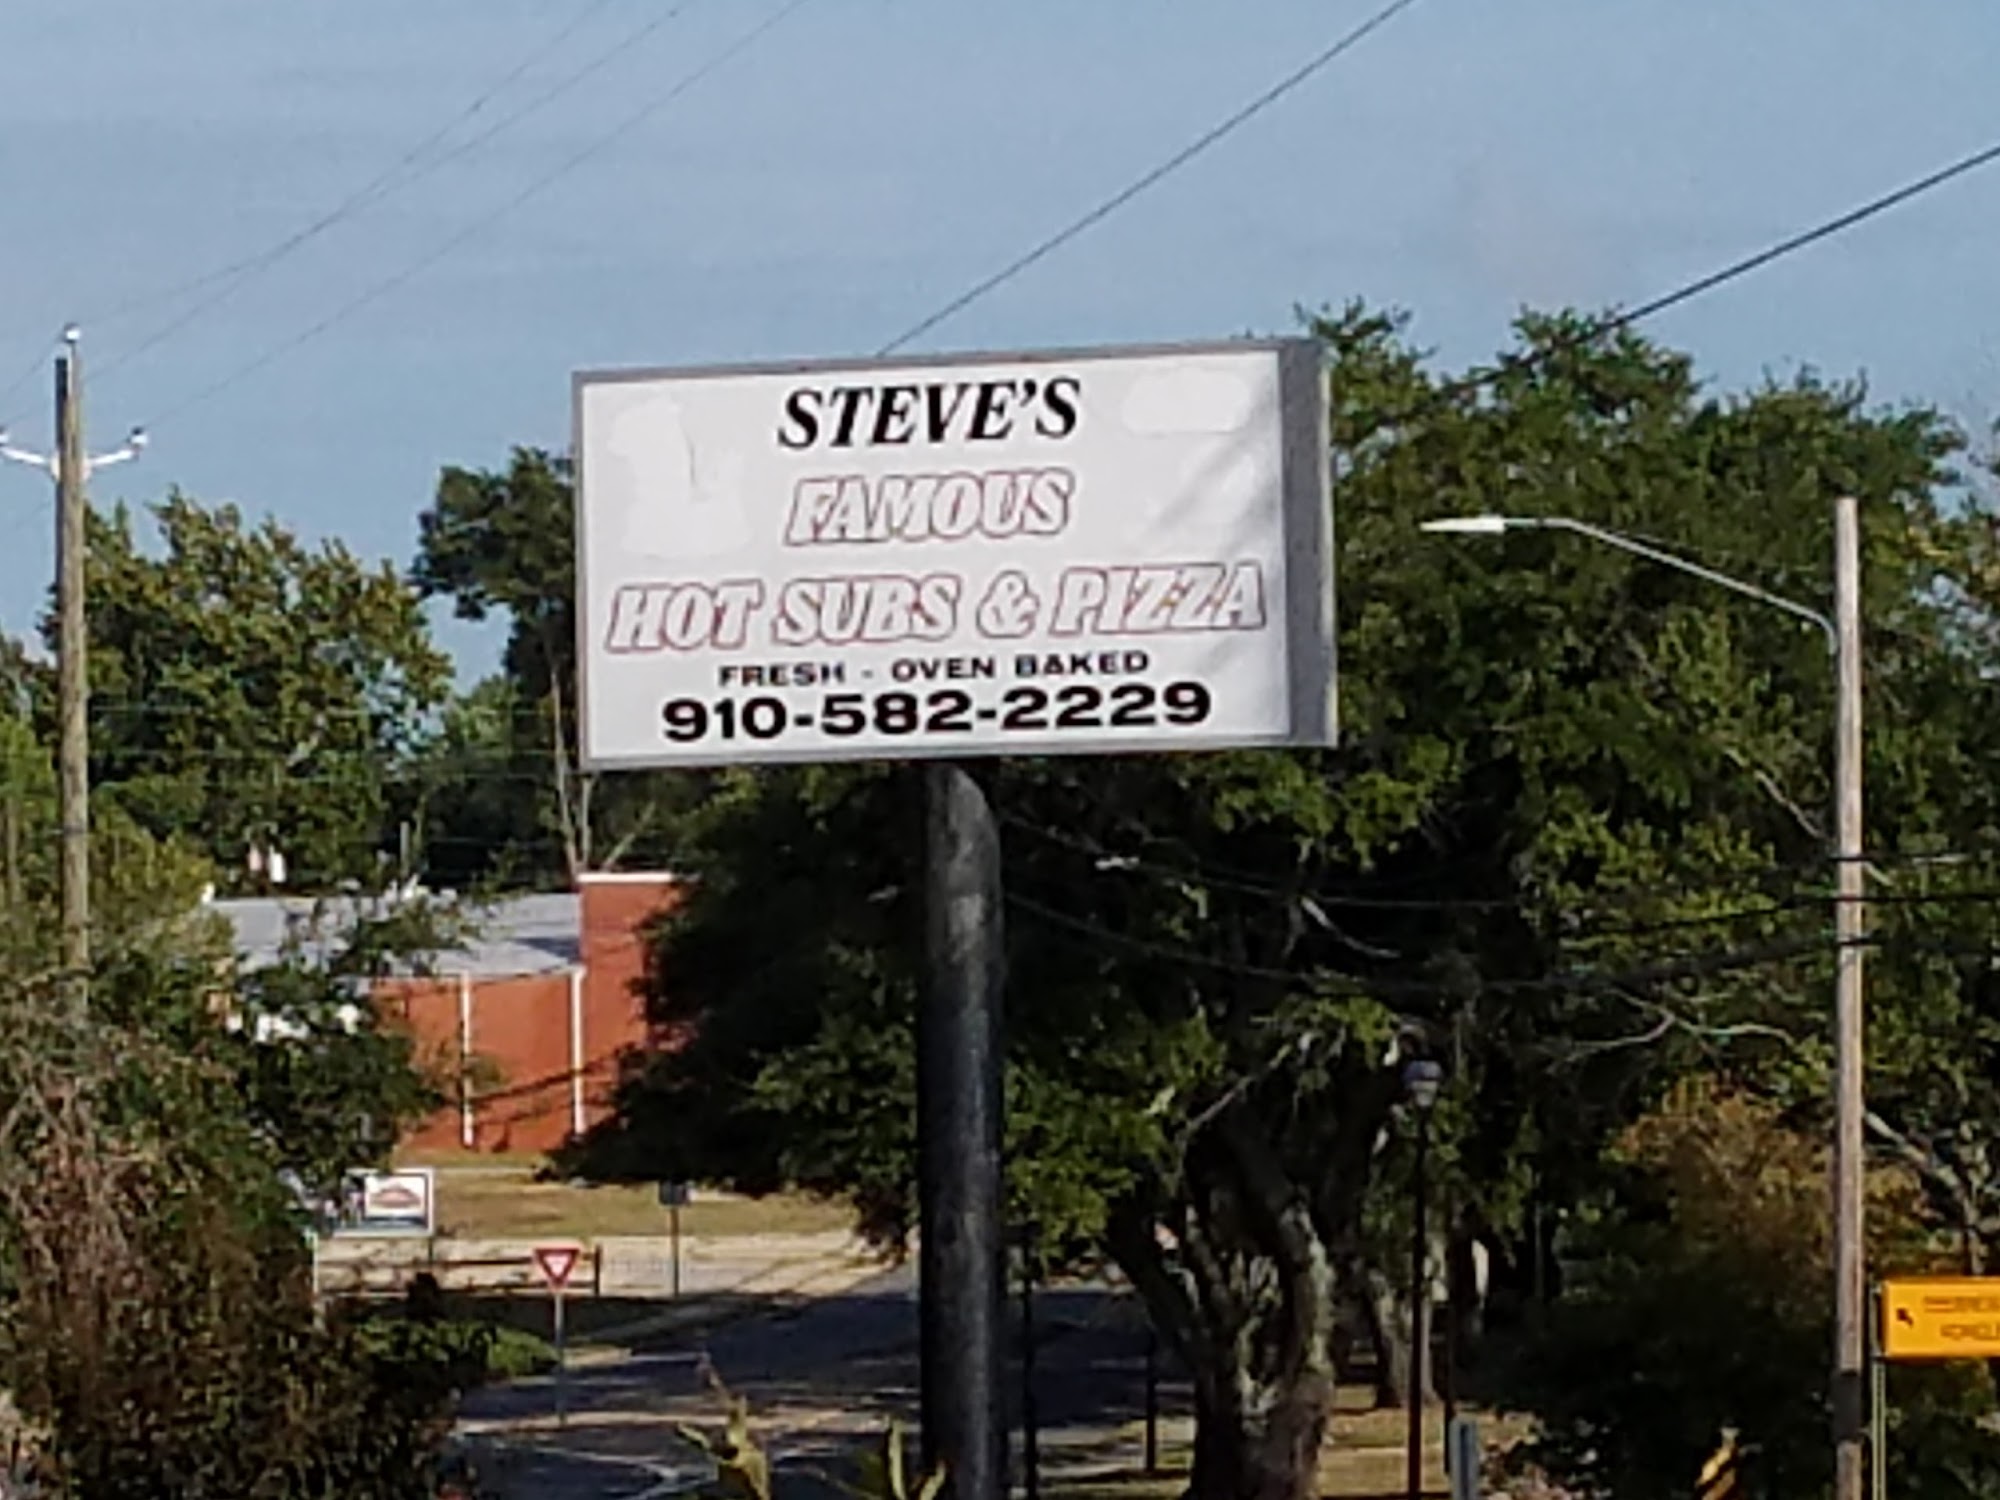 STEVE'S
FAMOUS
HOT SUBS & PIZZA
FRESH - OVEN BAKED
910-582-2229